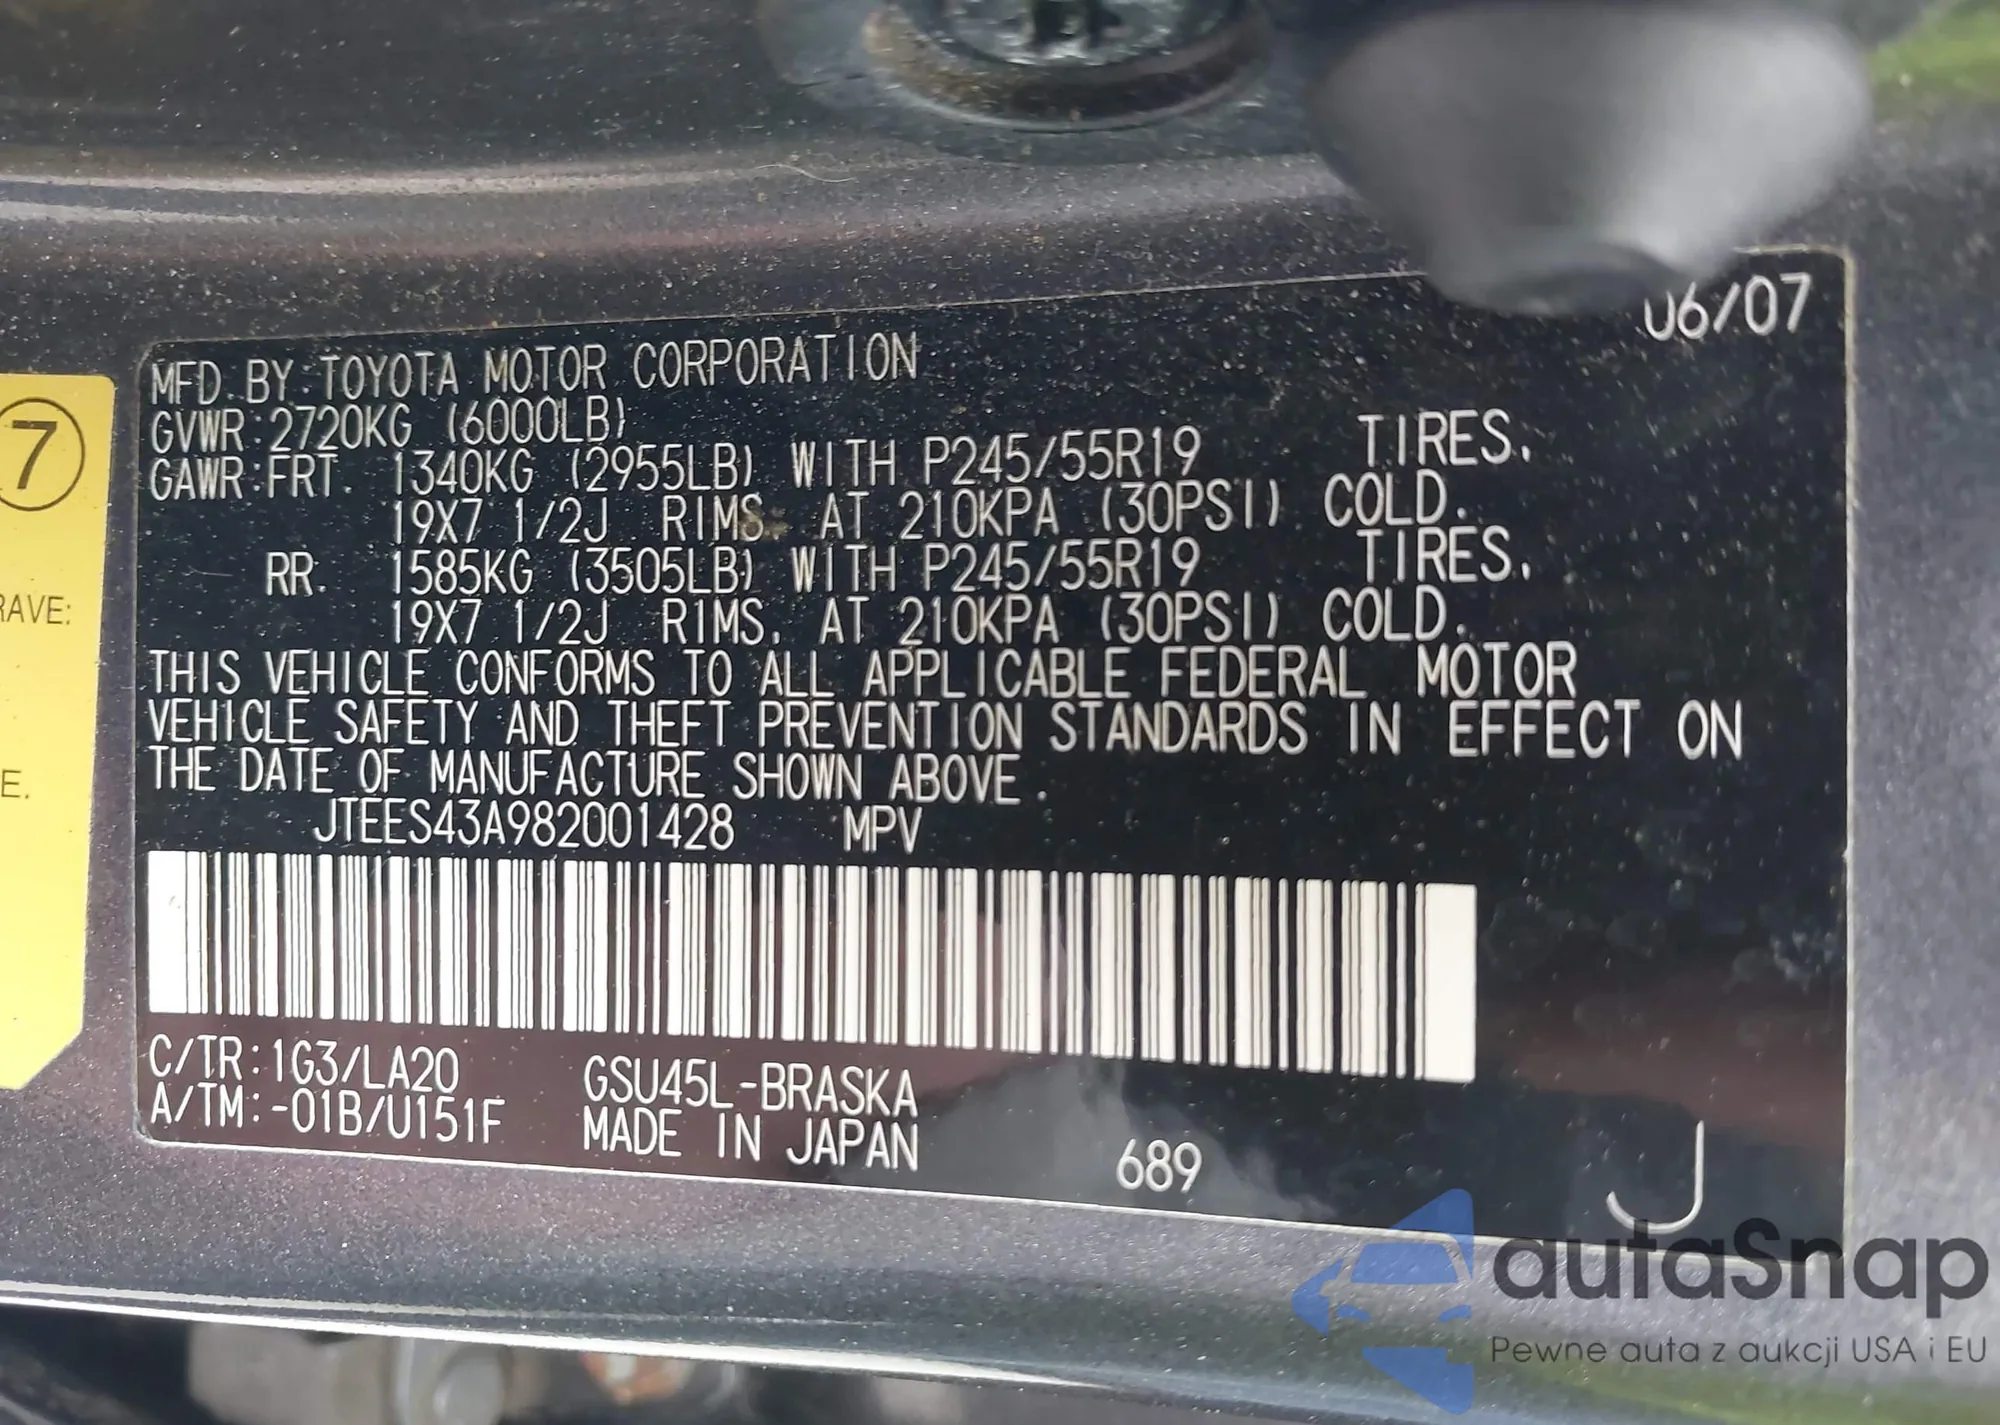 06/07
MFD. BY:TOYOTA MOTOR CORPORATION
GVWR:2720KG (6000LB)
GAWR:FRT. 1340KG (2955LB) WITH P245/55R19 TIRES.
19X7 1/2J RIMS. AT 210KPA (30PSI) COLD.
RR. 1585KG (3505LB) WITH P245/55R19 TIRES.
19X7 1/2J RIMS. AT 210KPA (30PSI) COLD.
THIS VEHICLE CONFORMS TO ALL APPLICABLE FEDERAL MOTOR
VEHICLE SAFETY AND THEFT PREVENTION STANDARDS IN EFFECT ON
THE DATE OF MANUFACTURE SHOWN ABOVE.
JTEES43A982001428 MPV
C/TR:1G3/LA20 GSU45L-BRASKA
A/TM:-01B/U151F MADE IN JAPAN
689
J
7
RAVE:
E.
autaSnap
Pewne auta z aukcji USA i EU